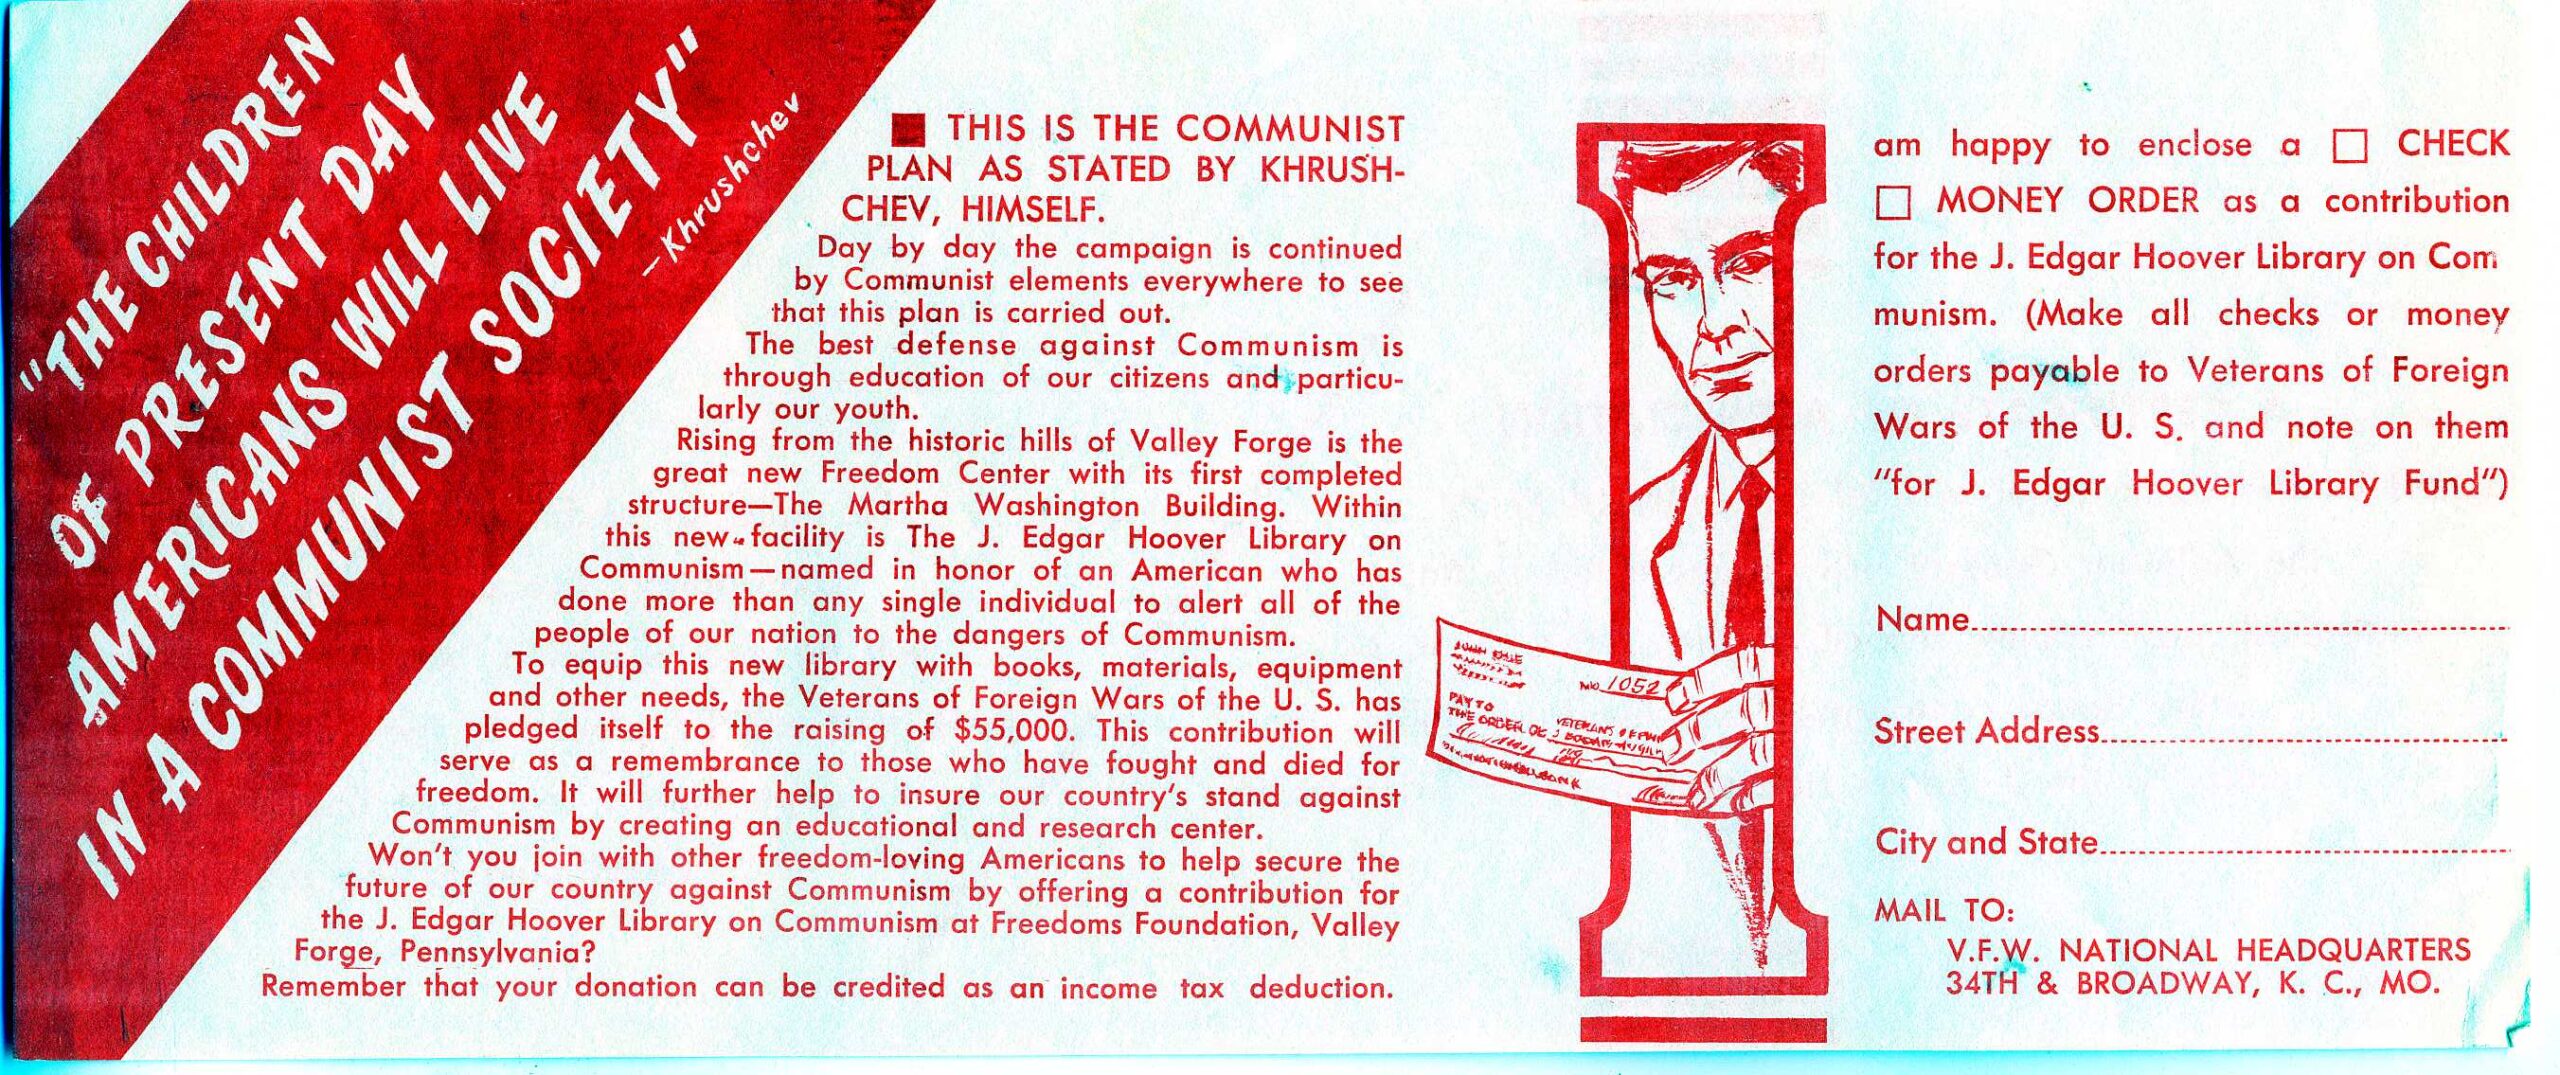 "THE CHILDREN
OF PRESENT DAY
AMERICANS WILL LIVE
IN A COMMUNIST SOCIETY"
—Khrushchev
■ THIS IS THE COMMUNIST
PLAN AS STATED BY KHRUSH-
CHEV, HIMSELF.
Day by day the campaign is continued
by Communist elements everywhere to see
that this plan is carried out.
The best defense against Communism is
through education of our citizens and particu-
larly our youth.
Rising from the historic hills of Valley Forge is the
great new Freedom Center with its first completed
structure—The Martha Washington Building. Within
this new facility is The J. Edgar Hoover Library on
Communism—named in honor of an American who has
done more than any single individual to alert all of the
people of our nation to the dangers of Communism.
To equip this new library with books, materials, equipment
and other needs, the Veterans of Foreign Wars of the U. S. has
pledged itself to the raising of $55,000. This contribution will
serve as a remembrance to those who have fought and died for
freedom. It will further help to insure our country's stand against
Communism by creating an educational and research center.
Won't you join with other freedom-loving Americans to help secure the
future of our country against Communism by offering a contribution for
the J. Edgar Hoover Library on Communism at Freedoms Foundation, Valley
Forge, Pennsylvania?
Remember that your donation can be credited as an income tax deduction.
No 1052
PAY TO
THE ORDER OF VETERANS OF
J EDGAR
I
am happy to enclose a □ CHECK
□ MONEY ORDER as a contribution
for the J. Edgar Hoover Library on Com
munism. (Make all checks or money
orders payable to Veterans of Foreign
Wars of the U. S. and note on them
"for J. Edgar Hoover Library Fund")
Name
Street Address
City and State
MAIL TO:
V.F.W. NATIONAL HEADQUARTERS
34TH & BROADWAY, K. C., MO.